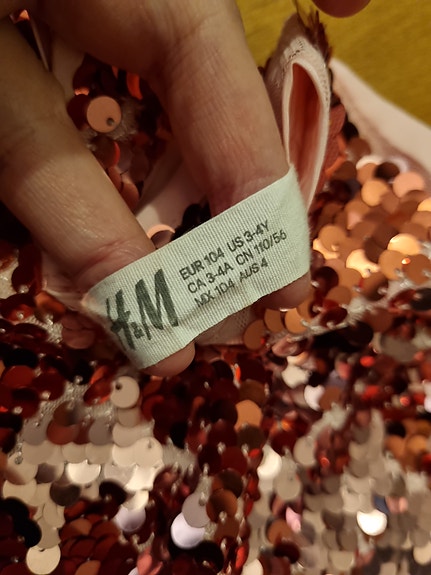 H&M
EUR 104 US 3-4Y
CA 3-4A CN 110/56
MX 104 AUS 4